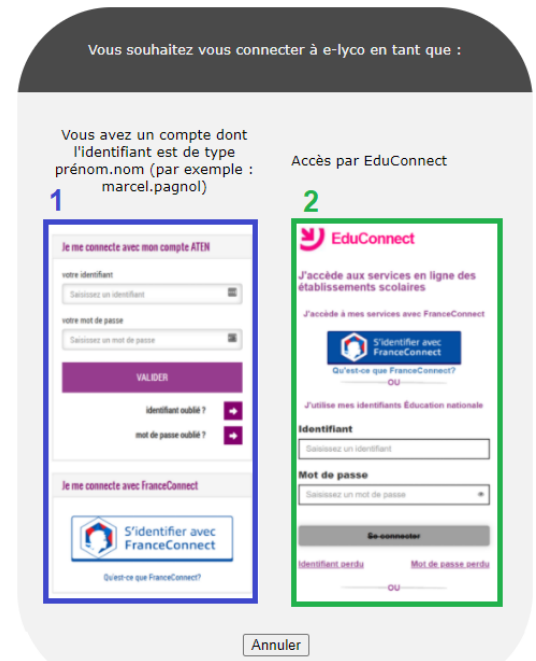 Vous souhaitez vous connecter à e-lyco en tant que :
Vous avez un compte dont
l'identifiant est de type
prénom.nom (par exemple :
marcel.pagnol)
1
Je me connecte avec mon compte ATEN
votre identifiant
Saisissez un identifiant
votre mot de passe
Saisissez un mot de passe
VALIDER
identifiant oublié ?
mot de passe oublié ?
Je me connecte avec FranceConnect
S'identifier avec
FranceConnect
Qu'est-ce que FranceConnect?
Accès par EduConnect
2
EduConnect
J'accède aux services en ligne des
établissements scolaires
J'accède à mes services avec FranceConnect
S'identifier avec
FranceConnect
Qu'est-ce que FranceConnect?
OU
J'utilise mes identifiants Éducation nationale
Identifiant
Saisissez un identifiant
Mot de passe
Saisissez un mot de passe
Se connecter
Identifiant perdu
Mot de passe perdu
OU
Annuler